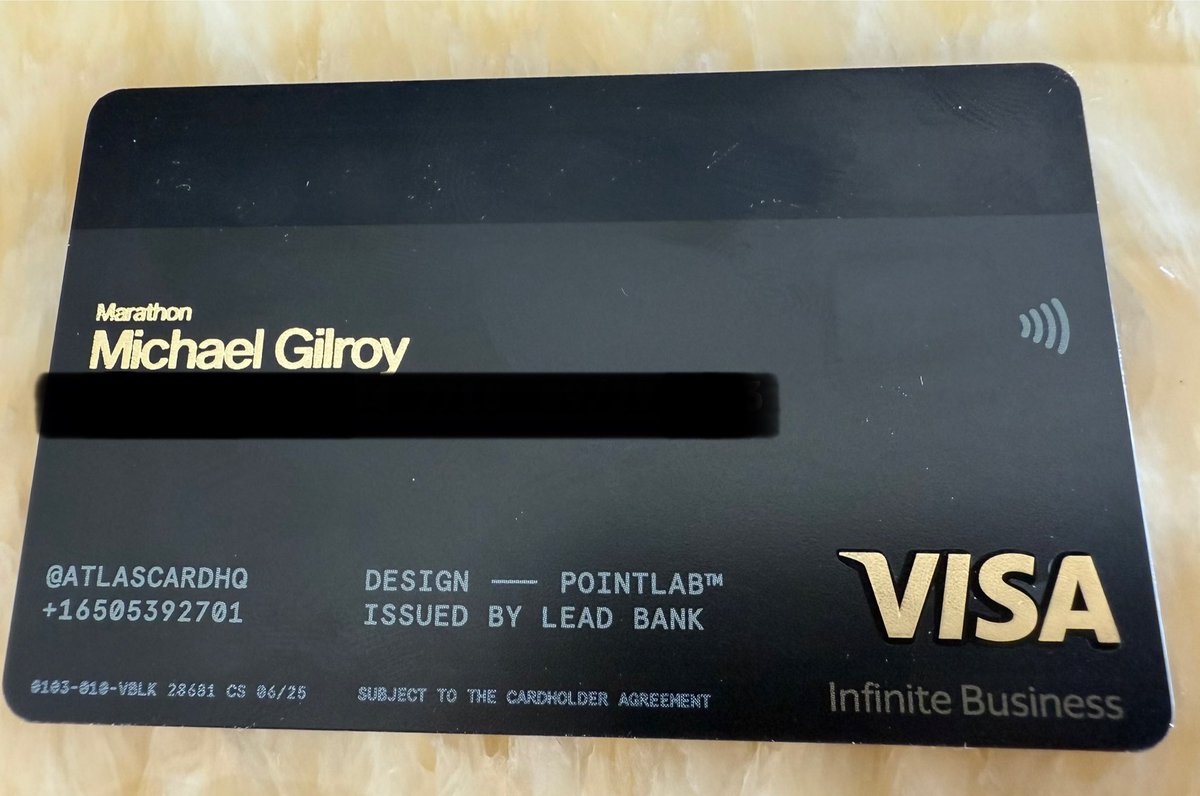 Marathon
Michael Gilroy
@ATLASCARDHQ
+16505392701
DESIGN — POINTLAB™
ISSUED BY LEAD BANK
0103-010-VBLK 28681 CS 06/25
SUBJECT TO THE CARDHOLDER AGREEMENT
VISA
Infinite Business